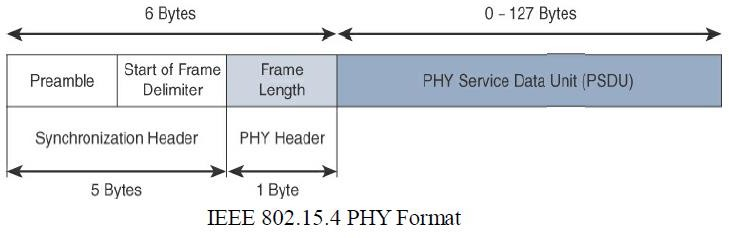 6 Bytes
0 – 127 Bytes
Preamble
Start of Frame
Delimiter
Frame
Length
PHY Service Data Unit (PSDU)
Synchronization Header
PHY Header
5 Bytes
1 Byte
IEEE 802.15.4 PHY Format